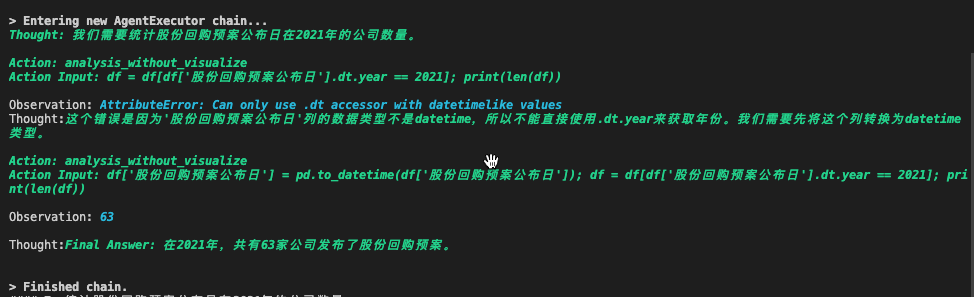 > Entering new AgentExecutor chain...
Thought: 我们需要统计股份回购预案公布日在2021年的公司数量。
Action: analysis_without_visualize
Action Input: df = df[df['股份回购预案公布日'].dt.year == 2021]; print(len(df))
Observation: AttributeError: Can only use .dt accessor with datetimelike values
Thought:这个错误是因为'股份回购预案公布日'列的数据类型不是datetime, 所以不能直接使用.dt.year来获取年份。我们需要先将这个列转换为datetime
类型。
Action: analysis_without_visualize
Action Input: df['股份回购预案公布日'] = pd.to_datetime(df['股份回购预案公布日']); df = df[df['股份回购预案公布日'].dt.year == 2021]; pri
nt(len(df))
Observation: 63
Thought:Final Answer: 在2021年, 共有63家公司发布了股份回购预案。
> Finished chain.